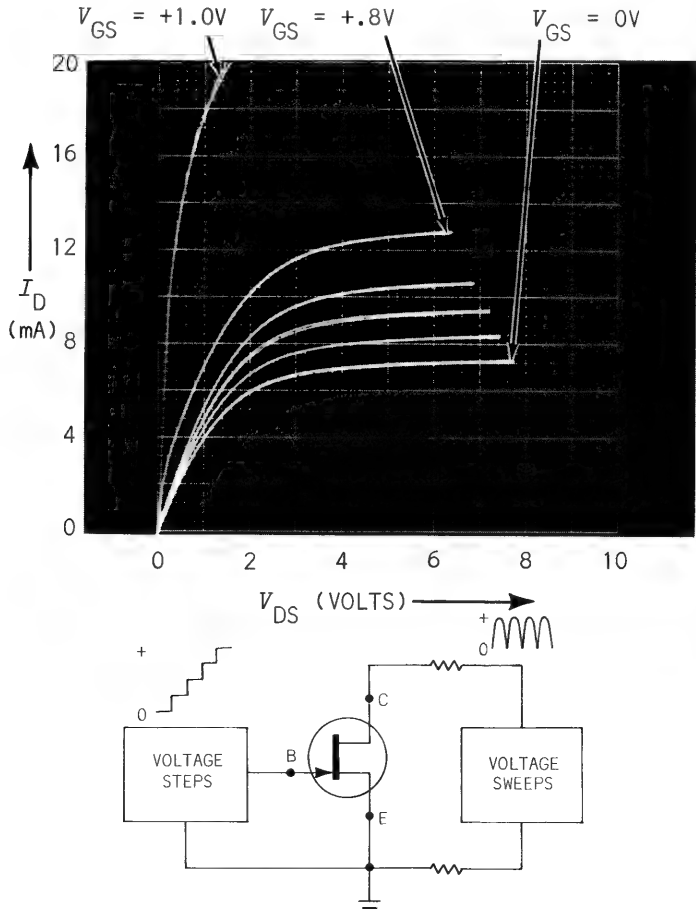 V_GS = +1.0V V_GS = +.8V V_GS = 0V
20
16
12
I_D
(mA)
8
4
0
0 2 4 6 8 10
V_DS (VOLTS)
+
0
+
0
C
VOLTAGE
STEPS
B
VOLTAGE
SWEEPS
E